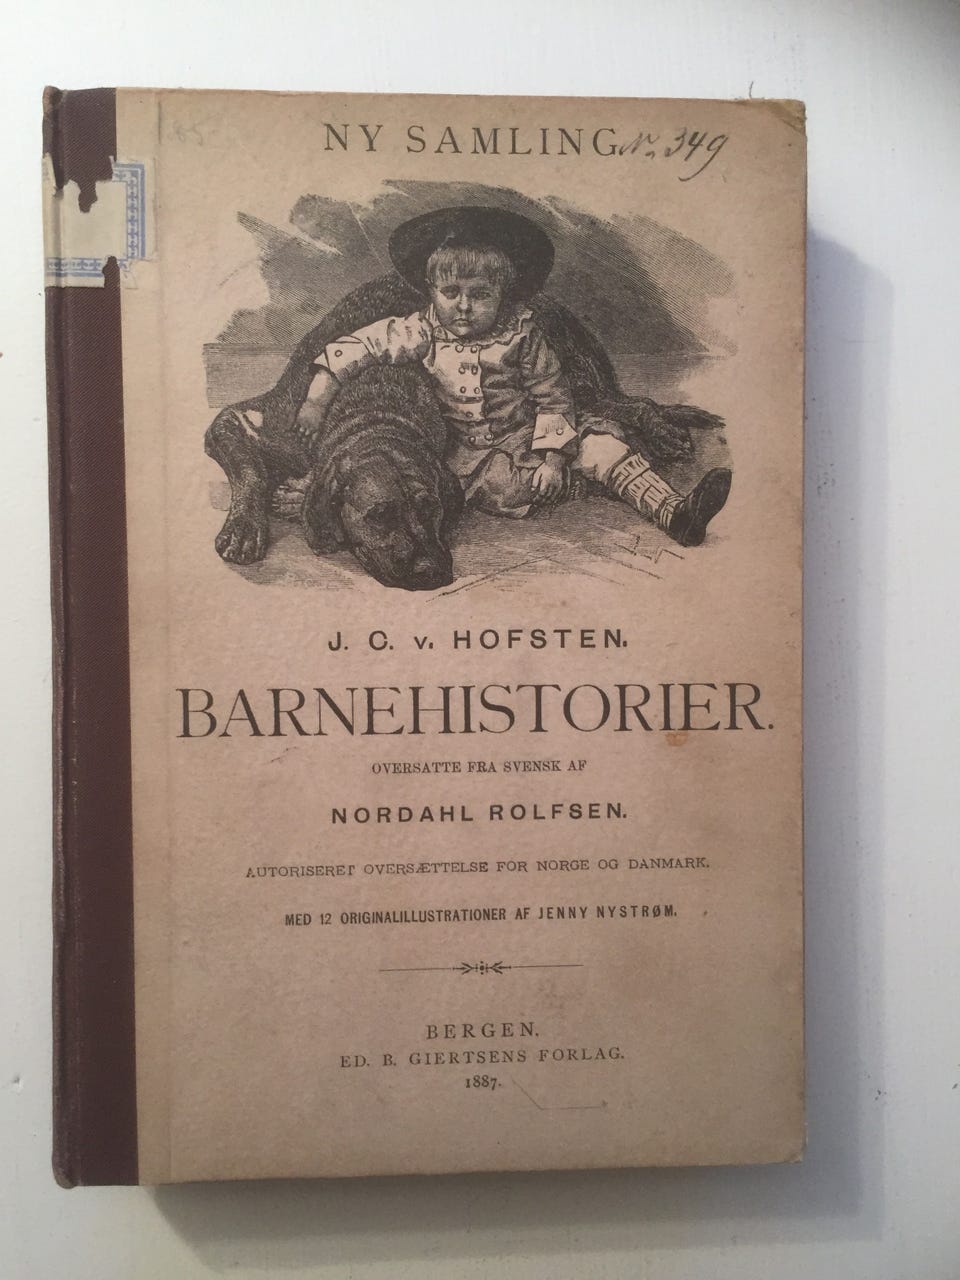 NY SAMLING No. 349
J. C. v. HOFSTEN.
BARNEHISTORIER.
OVERSATTE FRA SVENSK AF
NORDAHL ROLFSEN.
AUTORISERET OVERSÆTTELSE FOR NORGE OG DANMARK.
MED 12 ORIGINALILLUSTRATIONER AF JENNY NYSTRØM.
BERGEN.
ED. B. GIERTSENS FORLAG.
1887.